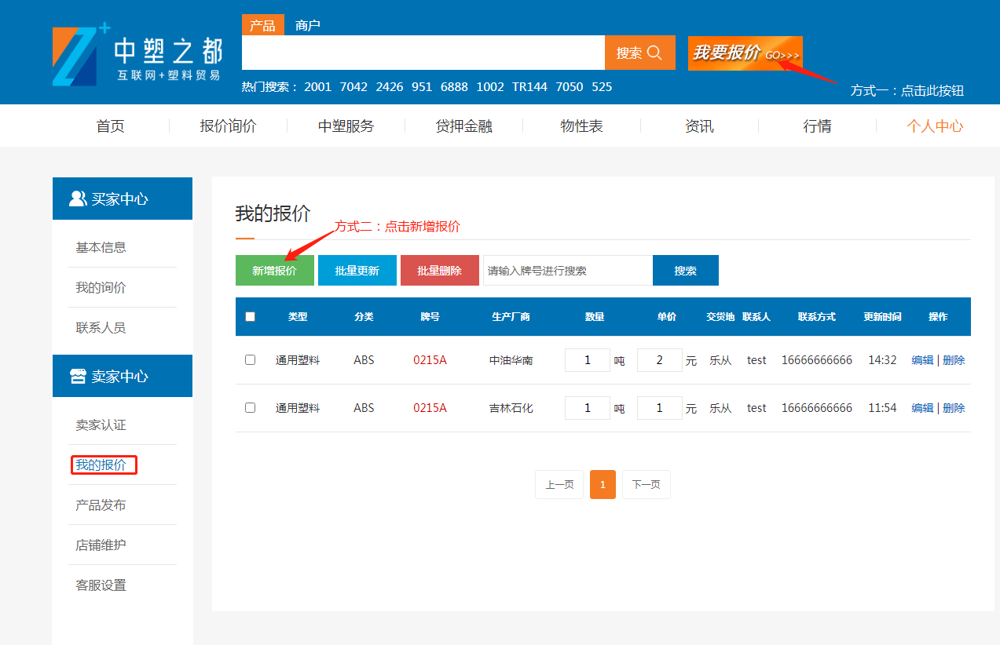 产品 商户
中塑之都
互联网+塑料贸易
搜索
我要报价 GO>>>
热门搜索： 2001 7042 2426 951 6888 1002 TR144 7050 525
方式一：点击此按钮
首页 报价询价 中塑服务 贷押金融 物性表 资讯 行情 个人中心
买家中心
基本信息
我的询价
联系人员
卖家中心
卖家认证
我的报价
产品发布
店铺维护
客服设置
我的报价
方式二：点击新增报价
新增报价 批量更新 批量删除 请输入牌号进行搜索 搜索
类型 分类 牌号 生产厂商 数量 单价 交货地 联系人 联系方式 更新时间 操作
通用塑料 ABS 0215A 中油华南 1 吨 2 元 乐从 test 16666666666 14:32 编辑 | 删除
通用塑料 ABS 0215A 吉林石化 1 吨 1 元 乐从 test 16666666666 11:54 编辑 | 删除
上一页 1 下一页